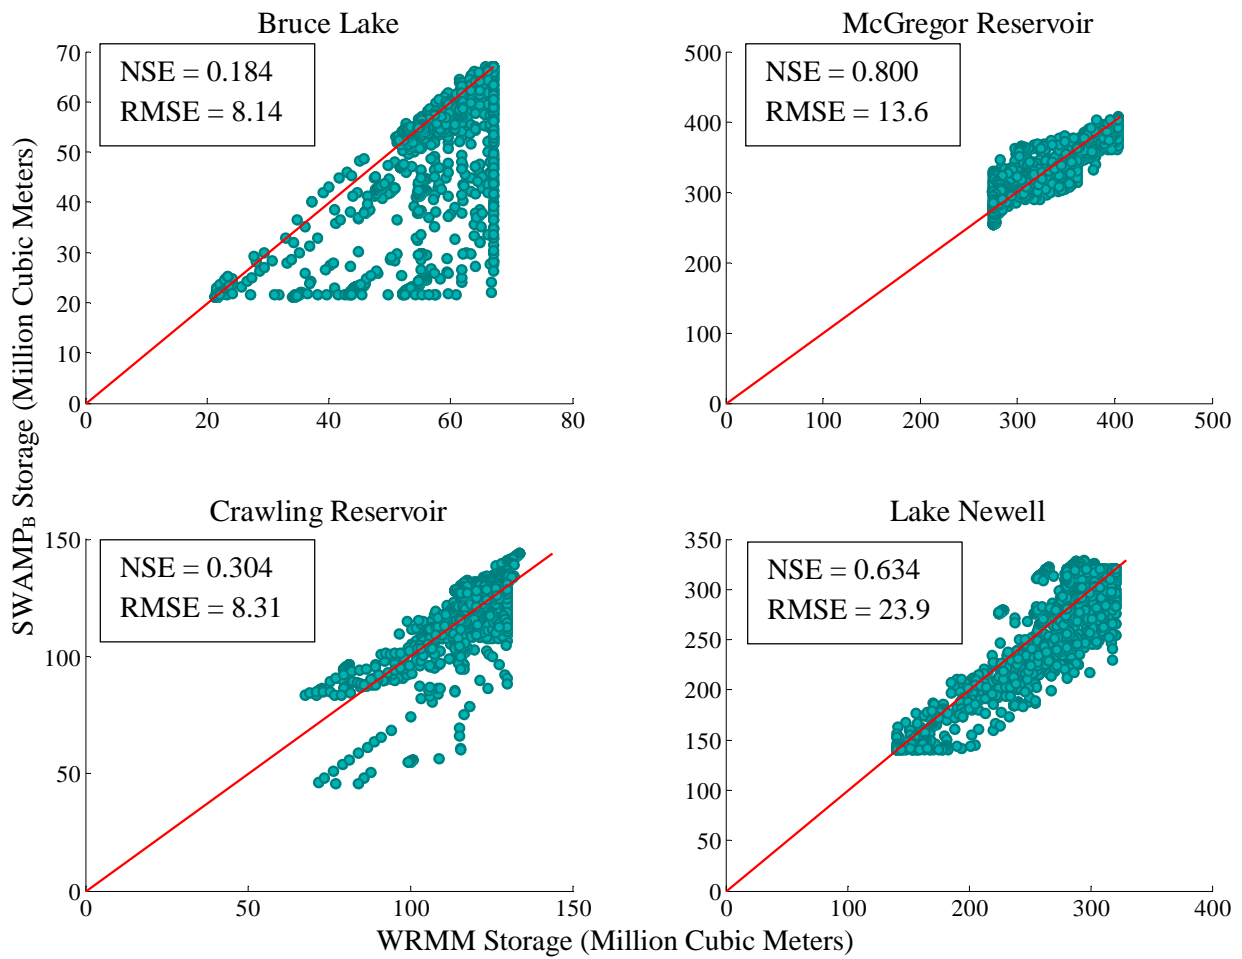 Bruce Lake
NSE = 0.184
RMSE = 8.14
70
60
50
40
30
20
10
0
0 20 40 60 80
McGregor Reservoir
NSE = 0.800
RMSE = 13.6
500
400
300
200
100
0
0 100 200 300 400 500
SWAMP_B Storage (Million Cubic Meters)
Crawling Reservoir
NSE = 0.304
RMSE = 8.31
150
100
50
0
0 50 100 150
Lake Newell
NSE = 0.634
RMSE = 23.9
350
300
250
200
150
100
50
0
0 100 200 300 400
WRMM Storage (Million Cubic Meters)